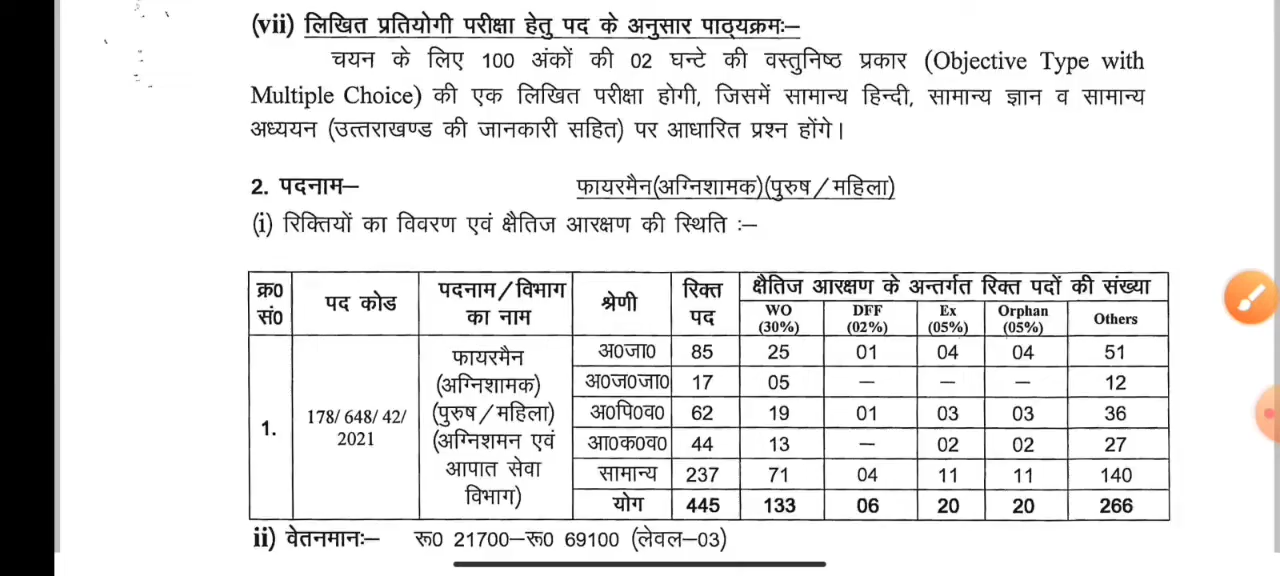 (vii) लिखित प्रतियोगी परीक्षा हेतु पद के अनुसार पाठ्यक्रमः–
चयन के लिए 100 अंकों की 02 घन्टे की वस्तुनिष्ठ प्रकार (Objective Type with
Multiple Choice) की एक लिखित परीक्षा होगी, जिसमें सामान्य हिन्दी, सामान्य ज्ञान व सामान्य
अध्ययन (उत्तराखण्ड की जानकारी सहित) पर आधारित प्रश्न होंगे।
2. पदनाम– फायरमैन(अग्निशामक)(पुरुष/महिला)
(i) रिक्तियों का विवरण एवं क्षैतिज आरक्षण की स्थिति :–
क्र0 सं0 पद कोड पदनाम/विभाग का नाम श्रेणी रिक्त पद क्षैतिज आरक्षण के अन्तर्गत रिक्त पदों की संख्या
WO (30%) DFF (02%) Ex (05%) Orphan (05%) Others
1. 178/ 648/ 42/ 2021 फायरमैन (अग्निशामक) (पुरुष/महिला) (अग्निशमन एवं आपात सेवा विभाग)
अ0जा0 85 25 01 04 04 51
अ0ज0जा0 17 05 – – – 12
अ0पि0व0 62 19 01 03 03 36
आ0क0व0 44 13 – 02 02 27
सामान्य 237 71 04 11 11 140
योग 445 133 06 20 20 266
ii) वेतनमानः– रू0 21700–रू0 69100 (लेवल–03)